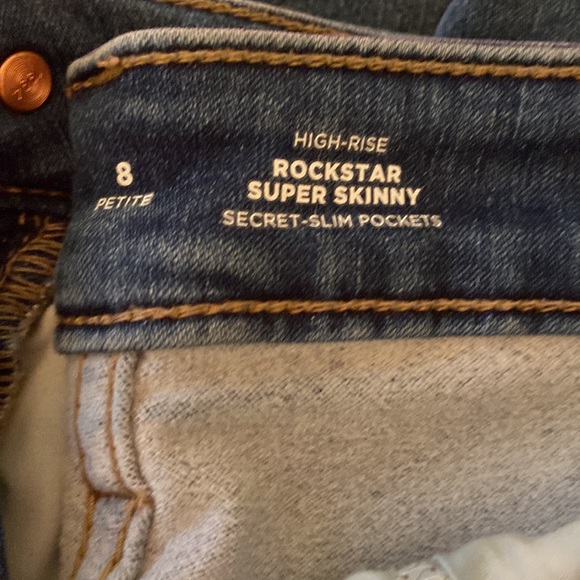 8
PETITE
HIGH-RISE
ROCKSTAR
SUPER SKINNY
SECRET-SLIM POCKETS